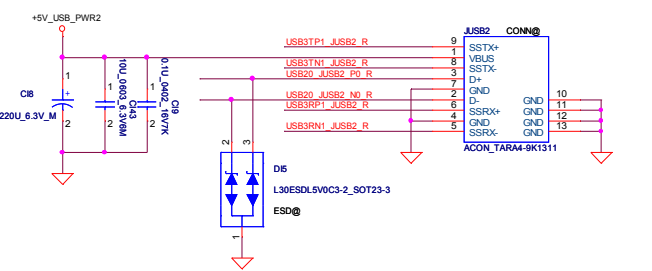 +5V_USB_PWR2
JUSB2 CONN@
USB3TP1_JUSB2_R 9 SSTX+
1 VBUS
USB3TN1_JUSB2_R 8 SSTX-
USB20_JUSB2_P0_R 3 D+
7 GND
USB20_JUSB2_N0_R 2 D- GND 10
USB3RP1_JUSB2_R 6 SSRX+ GND 11
4 GND GND 12
USB3RN1_JUSB2_R 5 SSRX- GND 13
ACON_TARA4-9K1311
1
+
CI8
220U_6.3V_M
2
1
10U_0603_6.3V6M
CI43
2
1
0.1U_0402_16V7K
CI9
2
2 3
DI5
L30ESDL5V0C3-2_SOT23-3
ESD@
1